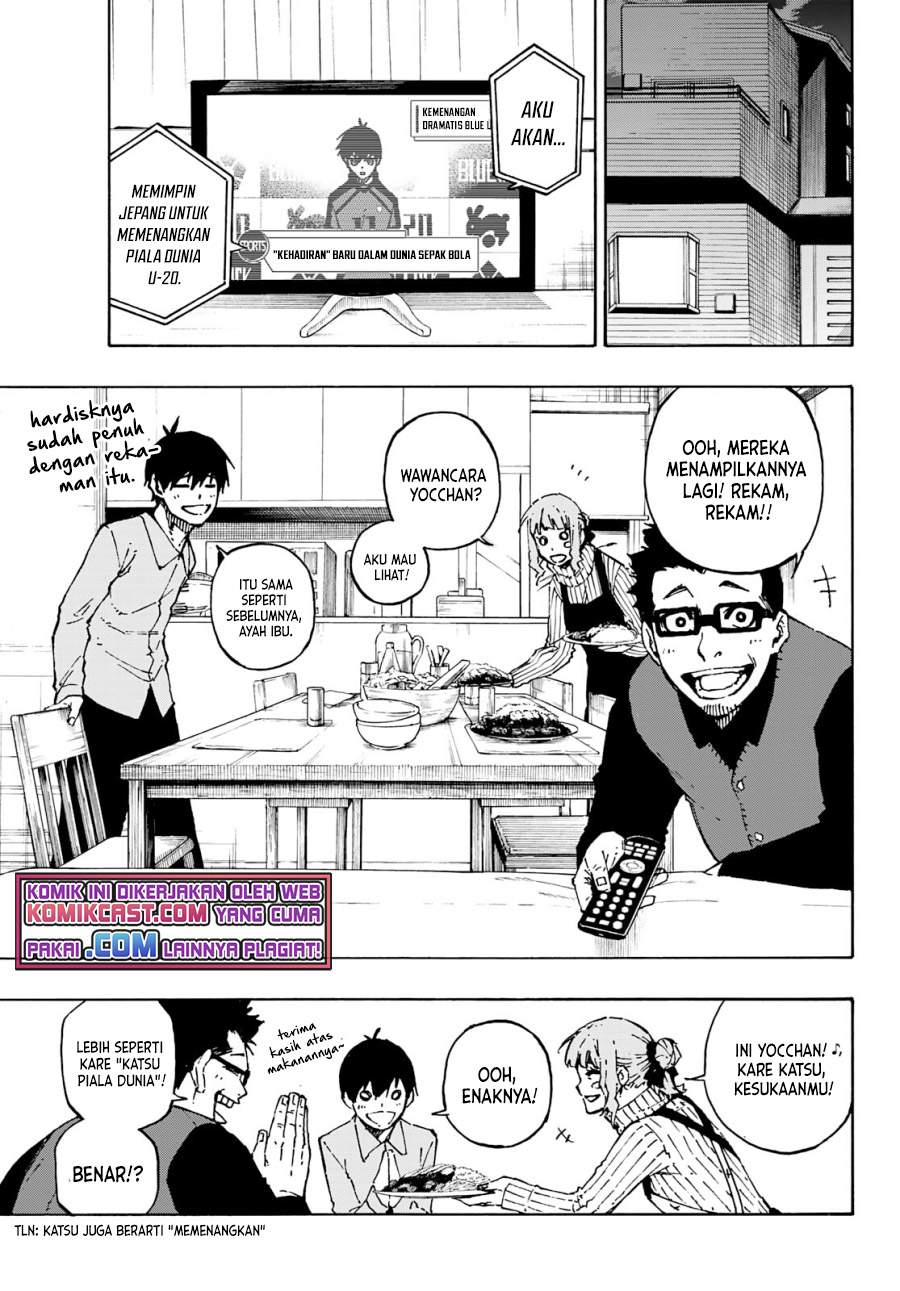 AKU
AKAN...
KEMENANGAN
DRAMATIS BLUE L
MEMIMPIN
JEPANG UNTUK
MEMENANGKAN
PIALA DUNIA
U-20.
BLUE
20
SPORTS
"KEHADIRAN" BARU DALAM DUNIA SEPAK BOLA
OOH, MEREKA
MENAMPILKANNYA
LAGI! REKAM,
REKAM!!
WAWANCARA
YOCCHAN?
AKU MAU
LIHAT!
hardisknya
sudah penuh
dengan reka-
man itu.
ITU SAMA
SEPERTI
SEBELUMNYA,
AYAH IBU.
KOMIK INI DIKERJAKAN OLEH WEB
KOMIKCAST.COM YANG CUMA
PAKAI .COM LAINNYA PLAGIAT!
INI YOCCHAN! ♪
KARE KATSU,
KESUKAANMU!
OOH,
ENAKNYA!
terima
kasih atas
makanannya~
LEBIH SEPERTI
KARE "KATSU
PIALA DUNIA"!
BENAR!?
TLN: KATSU JUGA BERARTI "MEMENANGKAN"